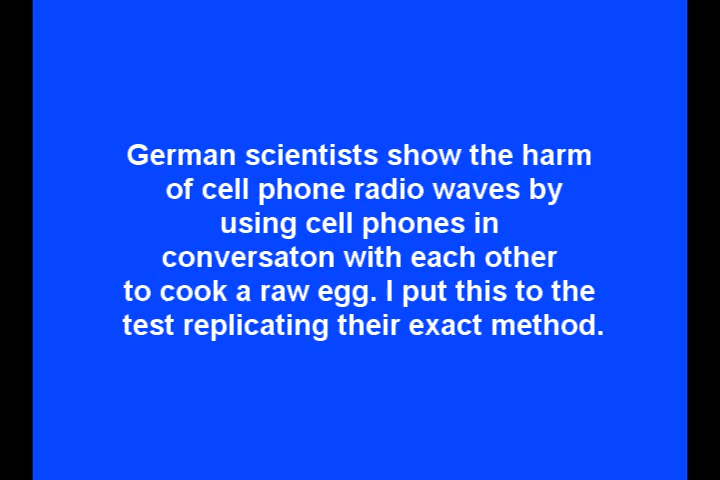 German scientists show the harm
of cell phone radio waves by
using cell phones in
conversaton with each other
to cook a raw egg. I put this to the
test replicating their exact method.